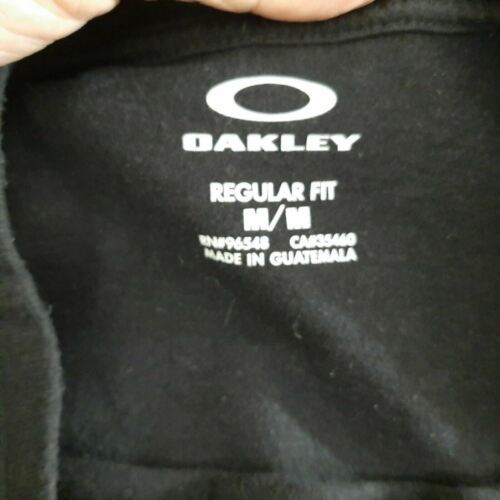 OAKLEY
REGULAR FIT
M/M
RN#96548 CA#35460
MADE IN GUATEMALA